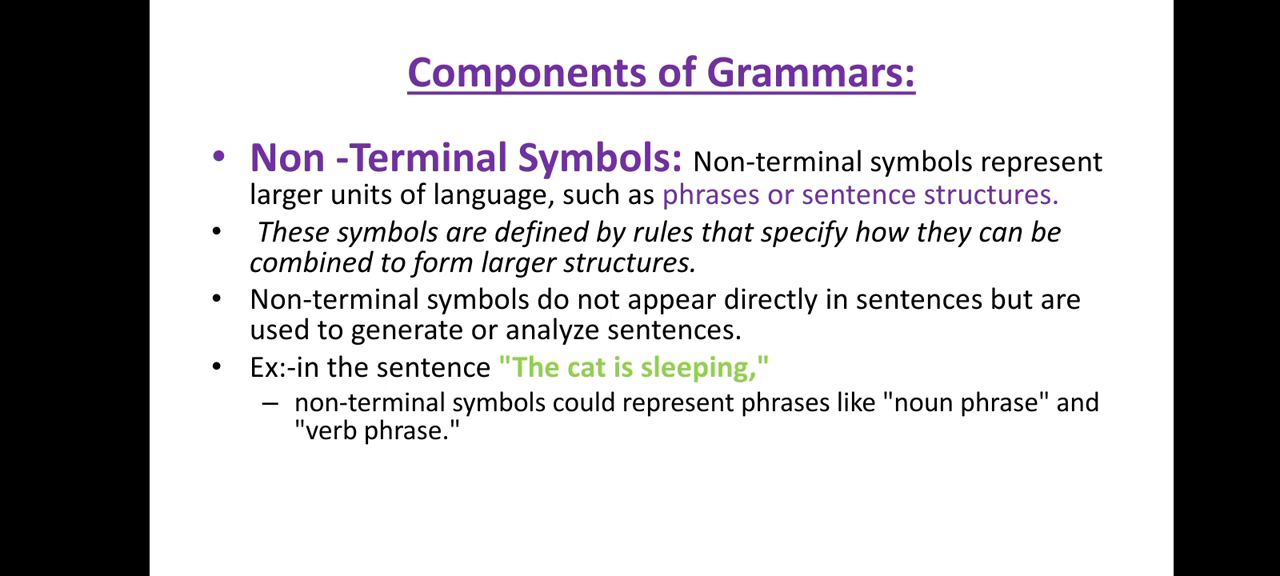 Components of Grammars:
• Non -Terminal Symbols: Non-terminal symbols represent
larger units of language, such as phrases or sentence structures.
• These symbols are defined by rules that specify how they can be
combined to form larger structures.
• Non-terminal symbols do not appear directly in sentences but are
used to generate or analyze sentences.
• Ex:-in the sentence "The cat is sleeping,"
– non-terminal symbols could represent phrases like "noun phrase" and
"verb phrase."